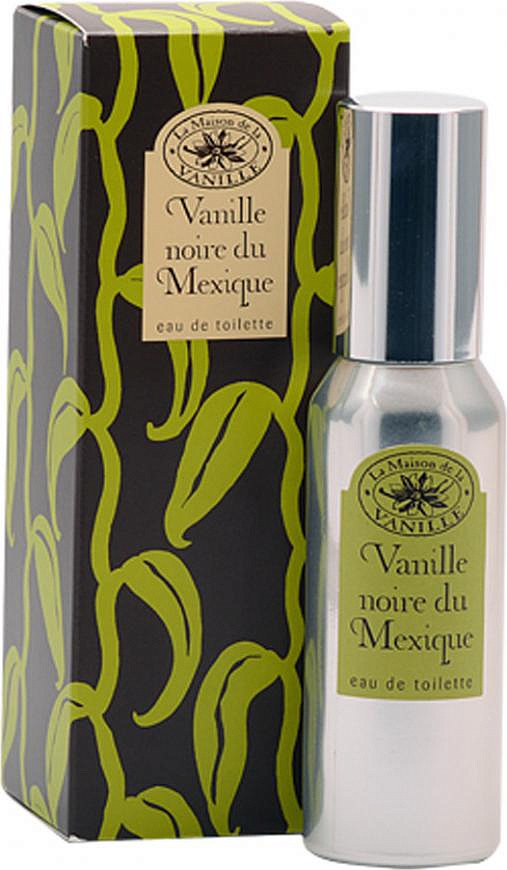 La Maison de la
VANILLE
Vanille
noire du
Mexique
eau de toilette
La Maison de la
VANILLE
Vanille
noire du
Mexique
eau de toilette